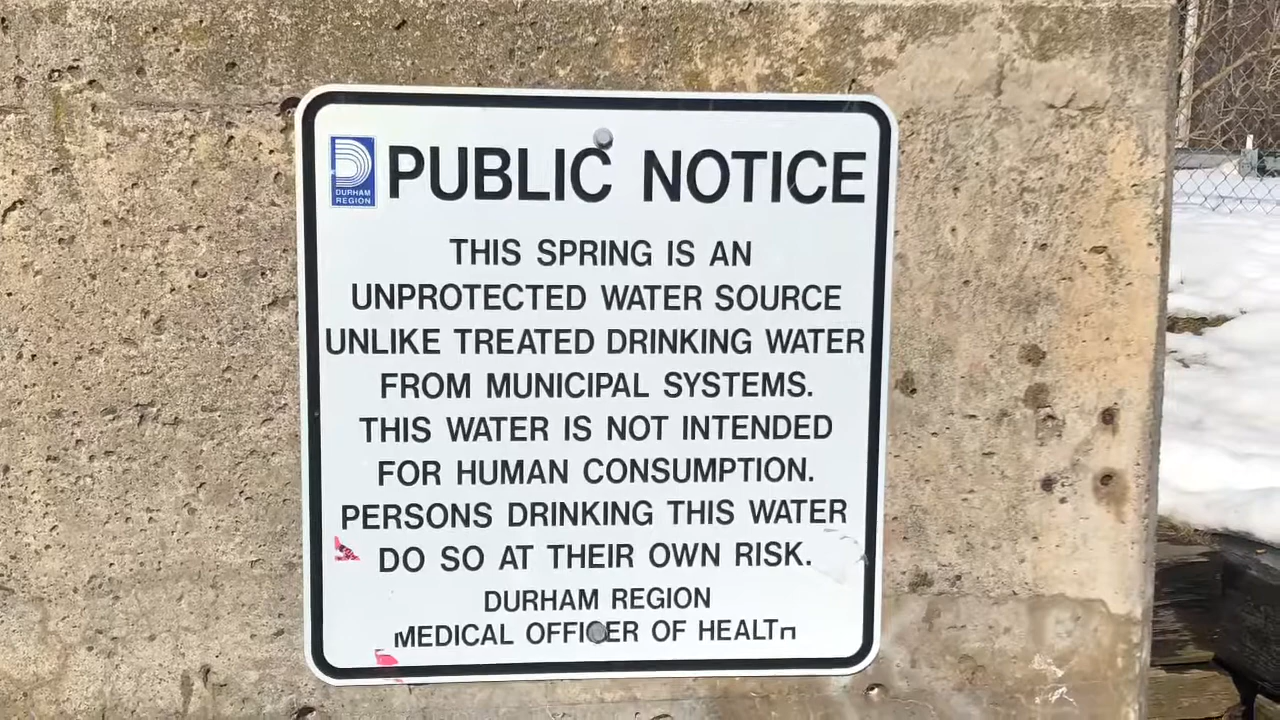 PUBLIC NOTICE
DURHAM
REGION
THIS SPRING IS AN
UNPROTECTED WATER SOURCE
UNLIKE TREATED DRINKING WATER
FROM MUNICIPAL SYSTEMS.
THIS WATER IS NOT INTENDED
FOR HUMAN CONSUMPTION.
PERSONS DRINKING THIS WATER
DO SO AT THEIR OWN RISK.
DURHAM REGION
MEDICAL OFFICER OF HEALTH